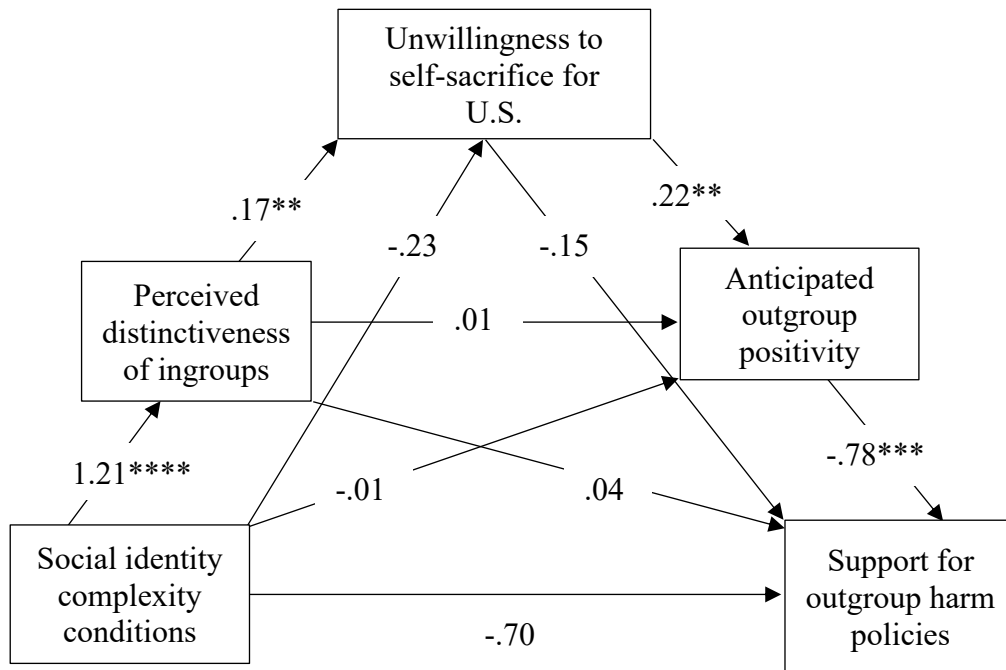 Unwillingness to
self-sacrifice for
U.S.
.17**
-.23
-.15
.22**
Perceived
distinctiveness
of ingroups
.01
Anticipated
outgroup
positivity
1.21****
-.01
.04
-.78***
Social identity
complexity
conditions
-.70
Support for
outgroup harm
policies